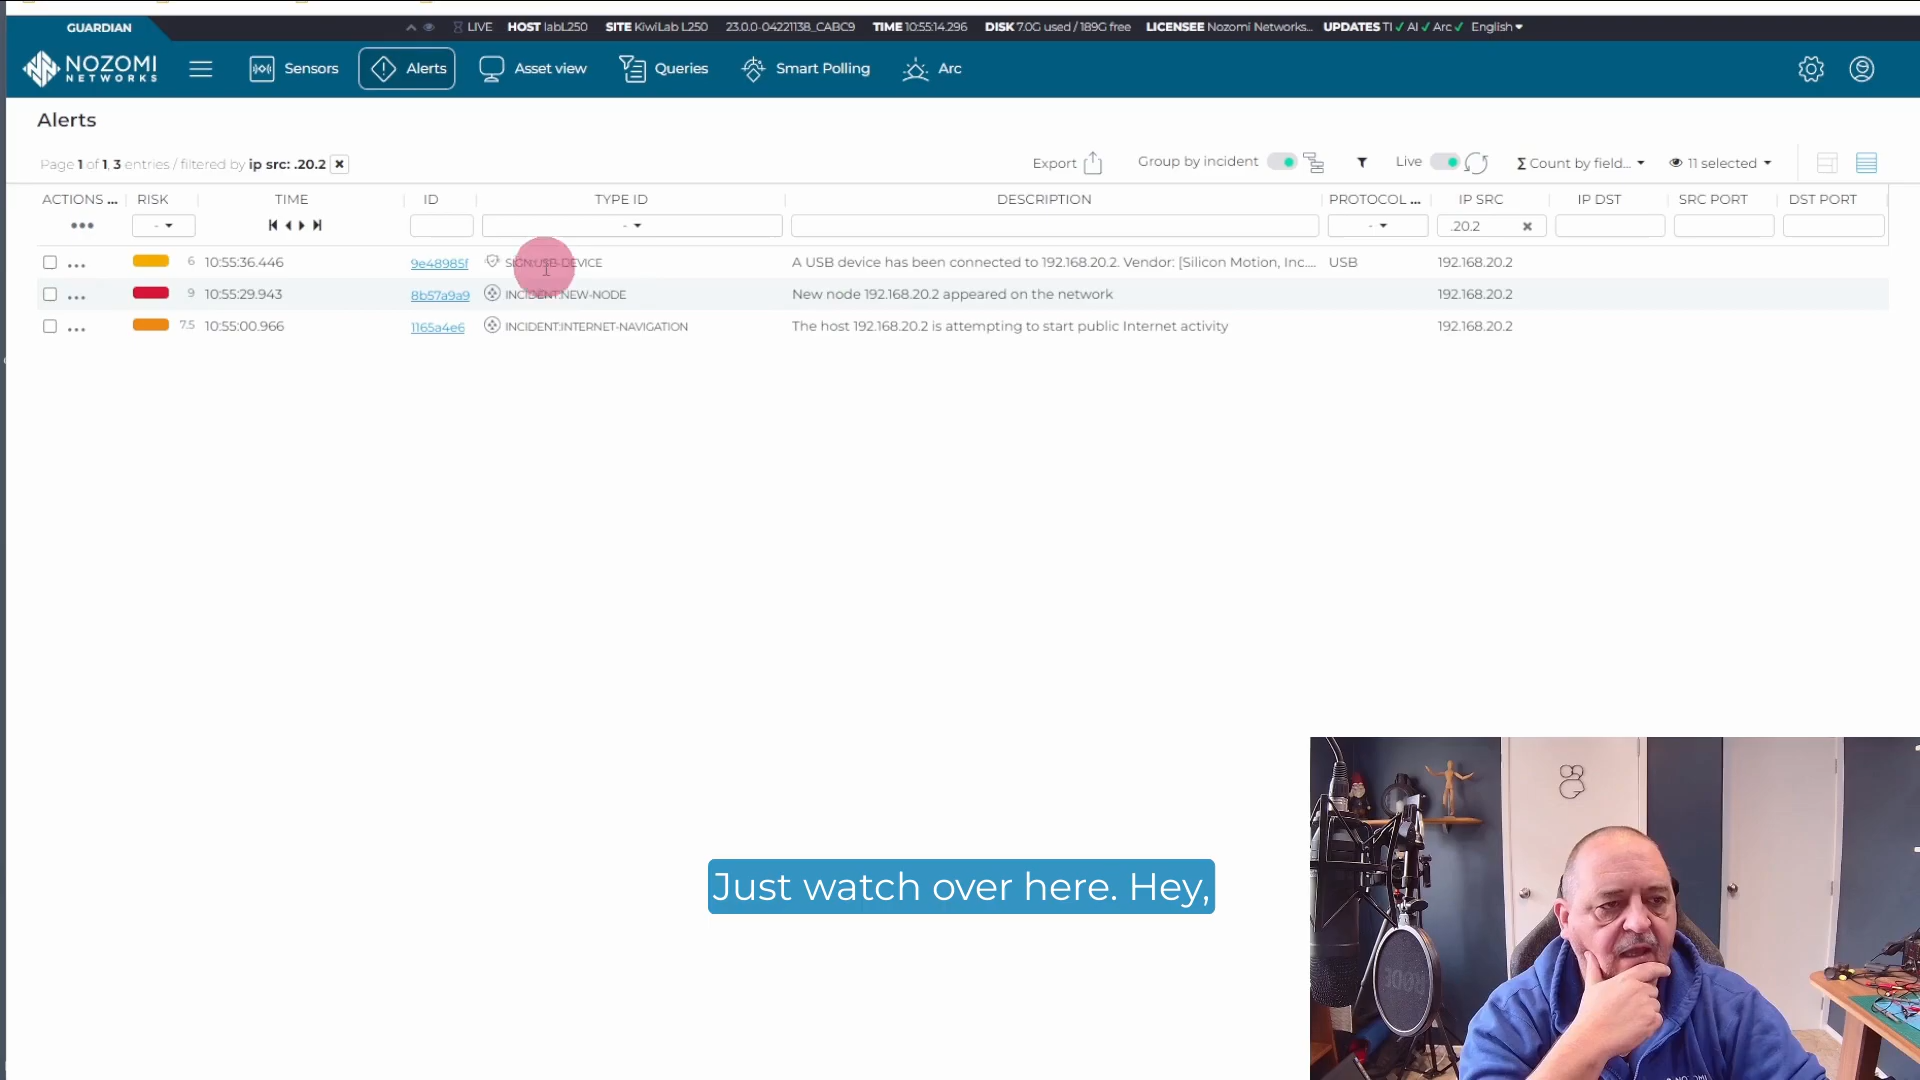 GUARDIAN
LIVE HOST labL250 SITE KiwiLab L250 23.0.0-04221138_CABC9 TIME 10:55:14.296 DISK 7.0G used / 189G free LICENSEE Nozomi Networks... UPDATES TI ✓ AI ✓ Arc ✓ English
NOZOMI NETWORKS Sensors Alerts Asset view Queries Smart Polling Arc
Alerts
Page 1 of 1, 3 entries / filtered by ip src: .20.2 ×
Export Group by incident Live Σ Count by field... 11 selected
ACTIONS ... RISK TIME ID TYPE ID DESCRIPTION PROTOCOL ... IP SRC IP DST SRC PORT DST PORT
••• - - - .20.2 ×
... 6 10:55:36.446 9e48985f SIGN:USB-DEVICE A USB device has been connected to 192.168.20.2. Vendor: [Silicon Motion, Inc.... USB 192.168.20.2
... 9 10:55:29.943 8b57a9a9 INCIDENT:NEW-NODE New node 192.168.20.2 appeared on the network 192.168.20.2
... 7.5 10:55:00.966 1165a4e6 INCIDENT:INTERNET-NAVIGATION The host 192.168.20.2 is attempting to start public Internet activity 192.168.20.2
Just watch over here. Hey,
RØDE